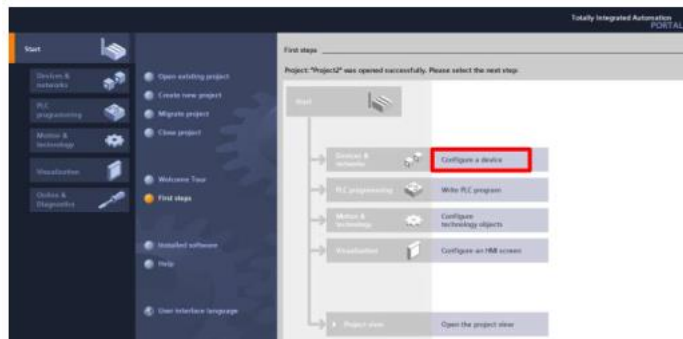 Totally Integrated Automation
PORTAL
Start
Devices &
networks
PLC
programming
Motion &
technology
Visualization
Online &
Diagnostics
Open existing project
Create new project
Migrate project
Close project
Welcome Tour
First steps
Installed software
Help
User interface language
First steps
Project: "Project2" was opened successfully. Please select the next step:
Start
Devices &
networks
Configure a device
PLC programming
Write PLC program
Motion &
technology
Configure
technology objects
Visualization
Configure an HMI screen
Project view
Open the project view